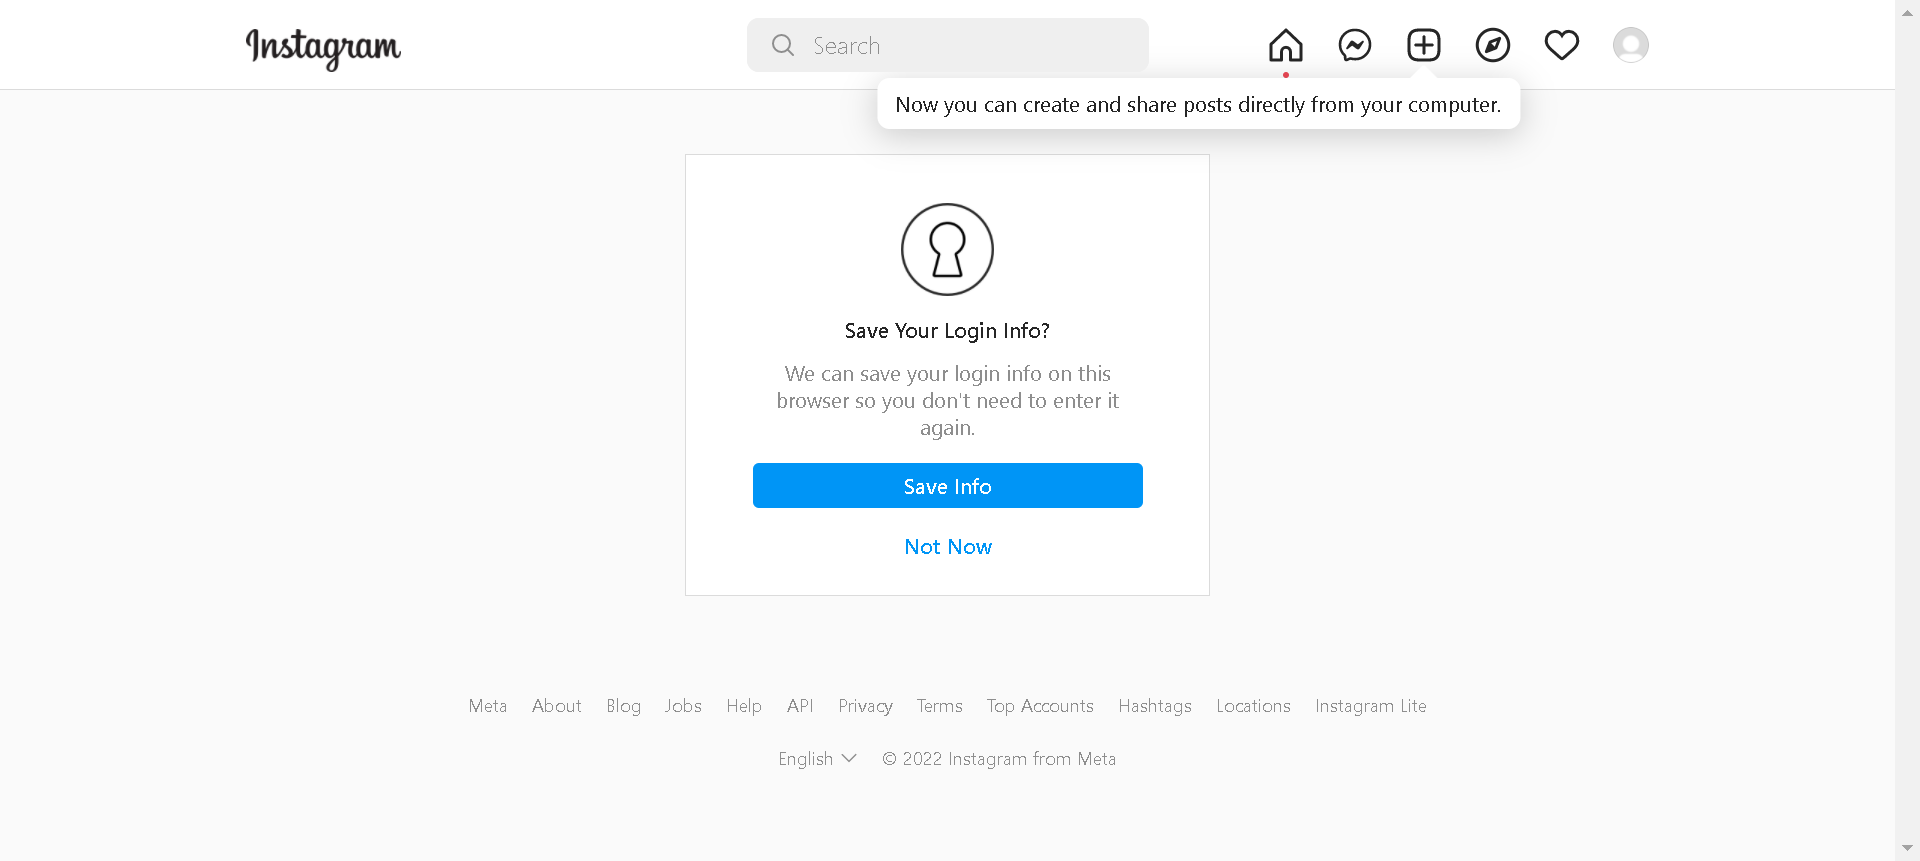 Instagram
Search
Now you can create and share posts directly from your computer.
Save Your Login Info?
We can save your login info on this
browser so you don't need to enter it
again.
Save Info
Not Now
Meta About Blog Jobs Help API Privacy Terms Top Accounts Hashtags Locations Instagram Lite
English © 2022 Instagram from Meta